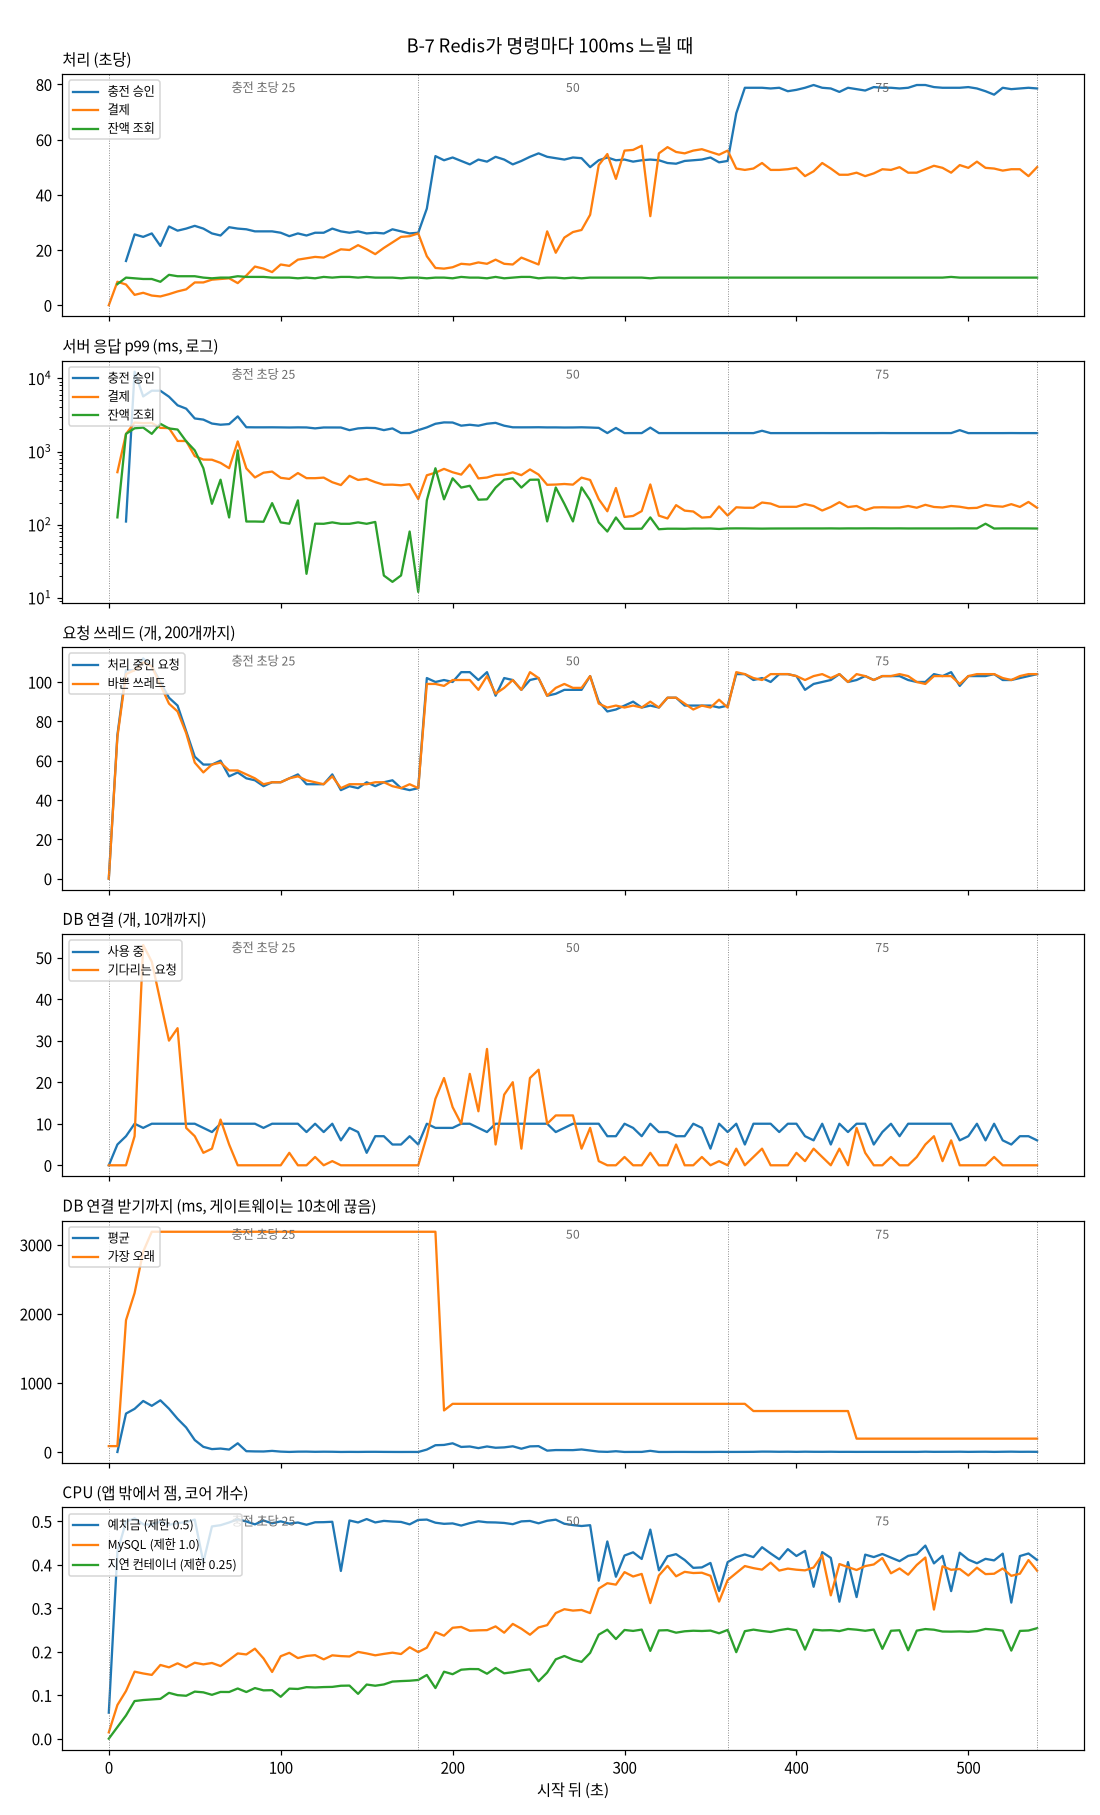 B-7 Redis가 명령마다 100ms 느릴 때
처리 (초당)
충전 승인
결제
잔액 조회
충전 초당 25
50
75
80
60
40
20
0
서버 응답 p99 (ms, 로그)
충전 승인
결제
잔액 조회
충전 초당 25
50
75
10⁴
10³
10²
10¹
요청 쓰레드 (개, 200개까지)
처리 중인 요청
바쁜 쓰레드
충전 초당 25
50
75
100
80
60
40
20
0
DB 연결 (개, 10개까지)
사용 중
기다리는 요청
충전 초당 25
50
75
50
40
30
20
10
0
DB 연결 받기까지 (ms, 게이트웨이는 10초에 끊음)
평균
가장 오래
충전 초당 25
50
75
3000
2000
1000
0
CPU (앱 밖에서 잼, 코어 개수)
예치금 (제한 0.5)
MySQL (제한 1.0)
지연 컨테이너 (제한 0.25)
충전 초당 25
50
75
0.5
0.4
0.3
0.2
0.1
0.0
0 100 200 300 400 500
시작 뒤 (초)